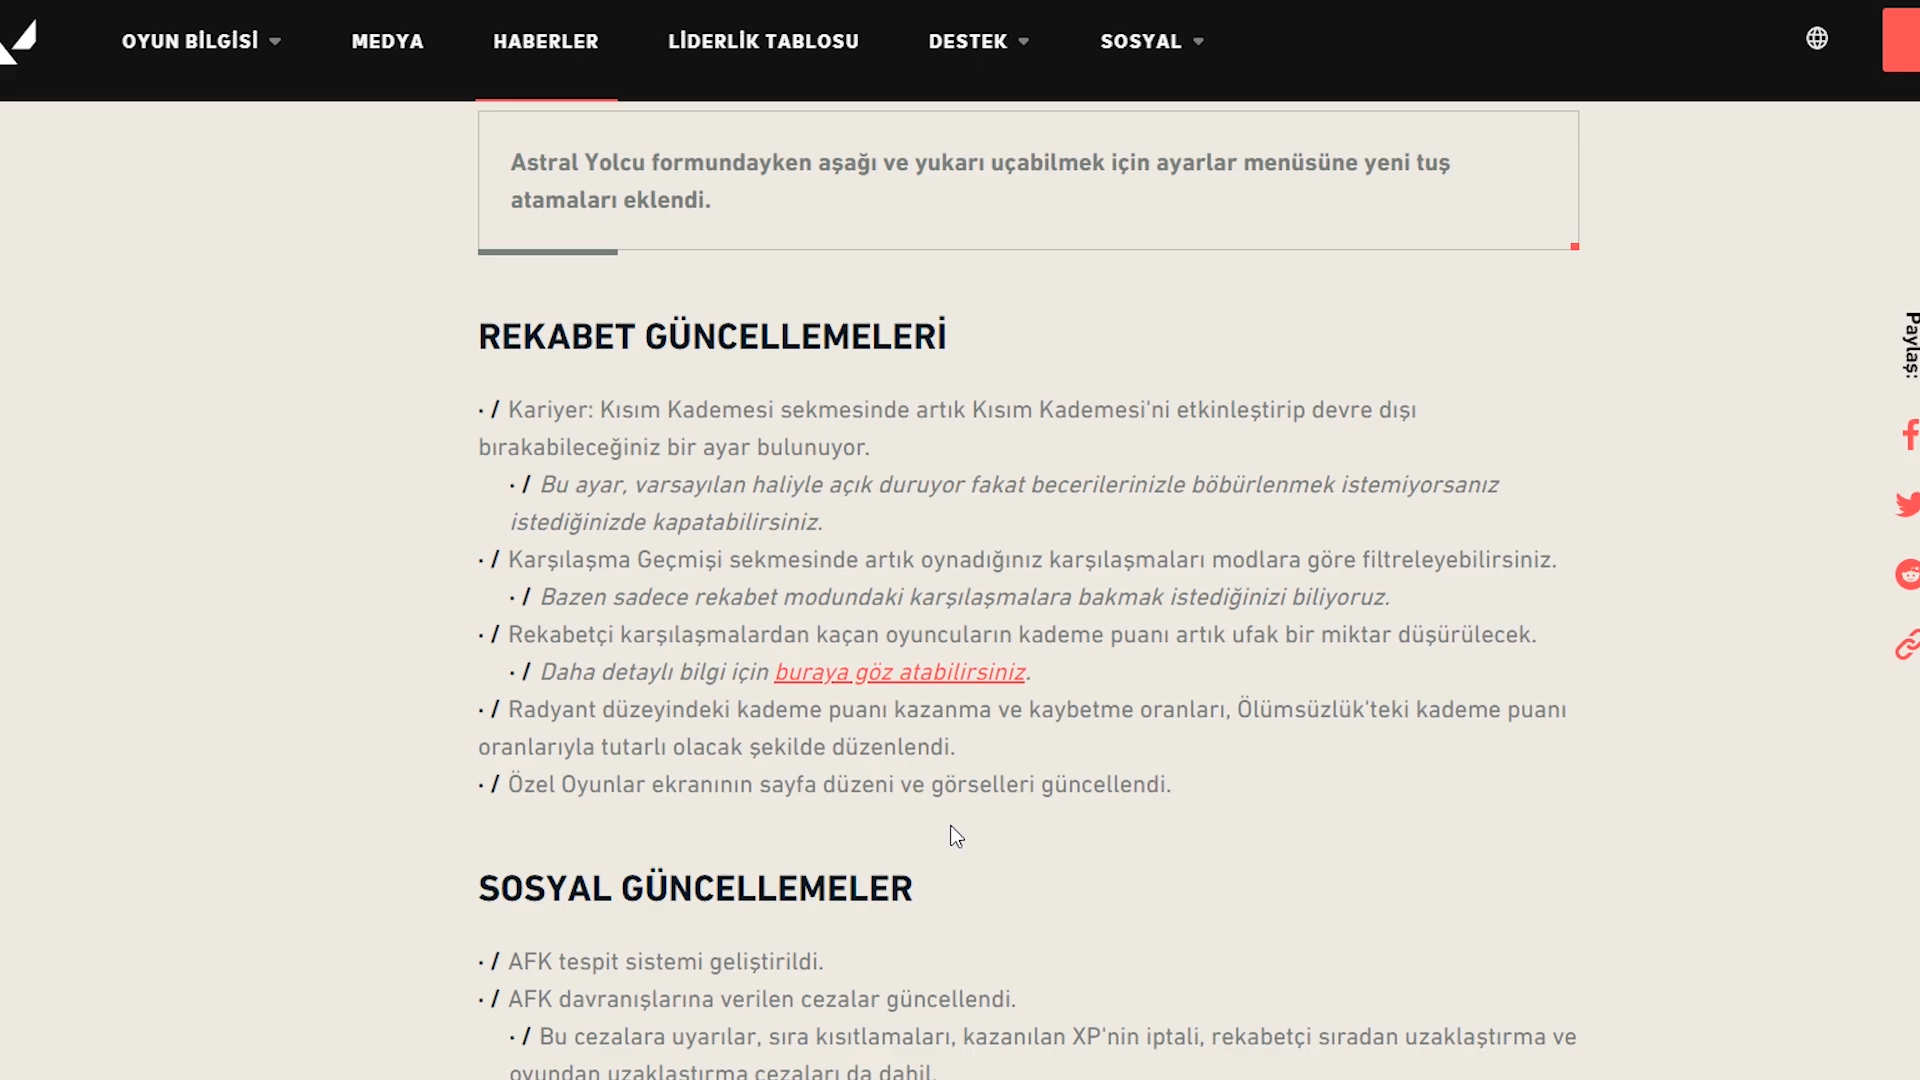 OYUN BİLGİSİ MEDYA HABERLER LİDERLİK TABLOSU DESTEK SOSYAL
Astral Yolcu formundayken aşağı ve yukarı uçabilmek için ayarlar menüsüne yeni tuş
atamaları eklendi.
REKABET GÜNCELLEMELERİ
· / Kariyer: Kısım Kademesi sekmesinde artık Kısım Kademesi'ni etkinleştirip devre dışı
bırakabileceğiniz bir ayar bulunuyor.
· / Bu ayar, varsayılan haliyle açık duruyor fakat becerilerinizle böbürlenmek istemiyorsanız
istediğinizde kapatabilirsiniz.
· / Karşılaşma Geçmişi sekmesinde artık oynadığınız karşılaşmaları modlara göre filtreleyebilirsiniz.
· / Bazen sadece rekabet modundaki karşılaşmalara bakmak istediğinizi biliyoruz.
· / Rekabetçi karşılaşmalardan kaçan oyuncuların kademe puanı artık ufak bir miktar düşürülecek.
· / Daha detaylı bilgi için buraya göz atabilirsiniz.
· / Radyant düzeyindeki kademe puanı kazanma ve kaybetme oranları, Ölümsüzlük'teki kademe puanı
oranlarıyla tutarlı olacak şekilde düzenlendi.
· / Özel Oyunlar ekranının sayfa düzeni ve görselleri güncellendi.
SOSYAL GÜNCELLEMELER
· / AFK tespit sistemi geliştirildi.
· / AFK davranışlarına verilen cezalar güncellendi.
· / Bu cezalara uyarılar, sıra kısıtlamaları, kazanılan XP'nin iptali, rekabetçi sıradan uzaklaştırma ve
oyundan uzaklaştırma cezaları da dahil.
Paylaş: